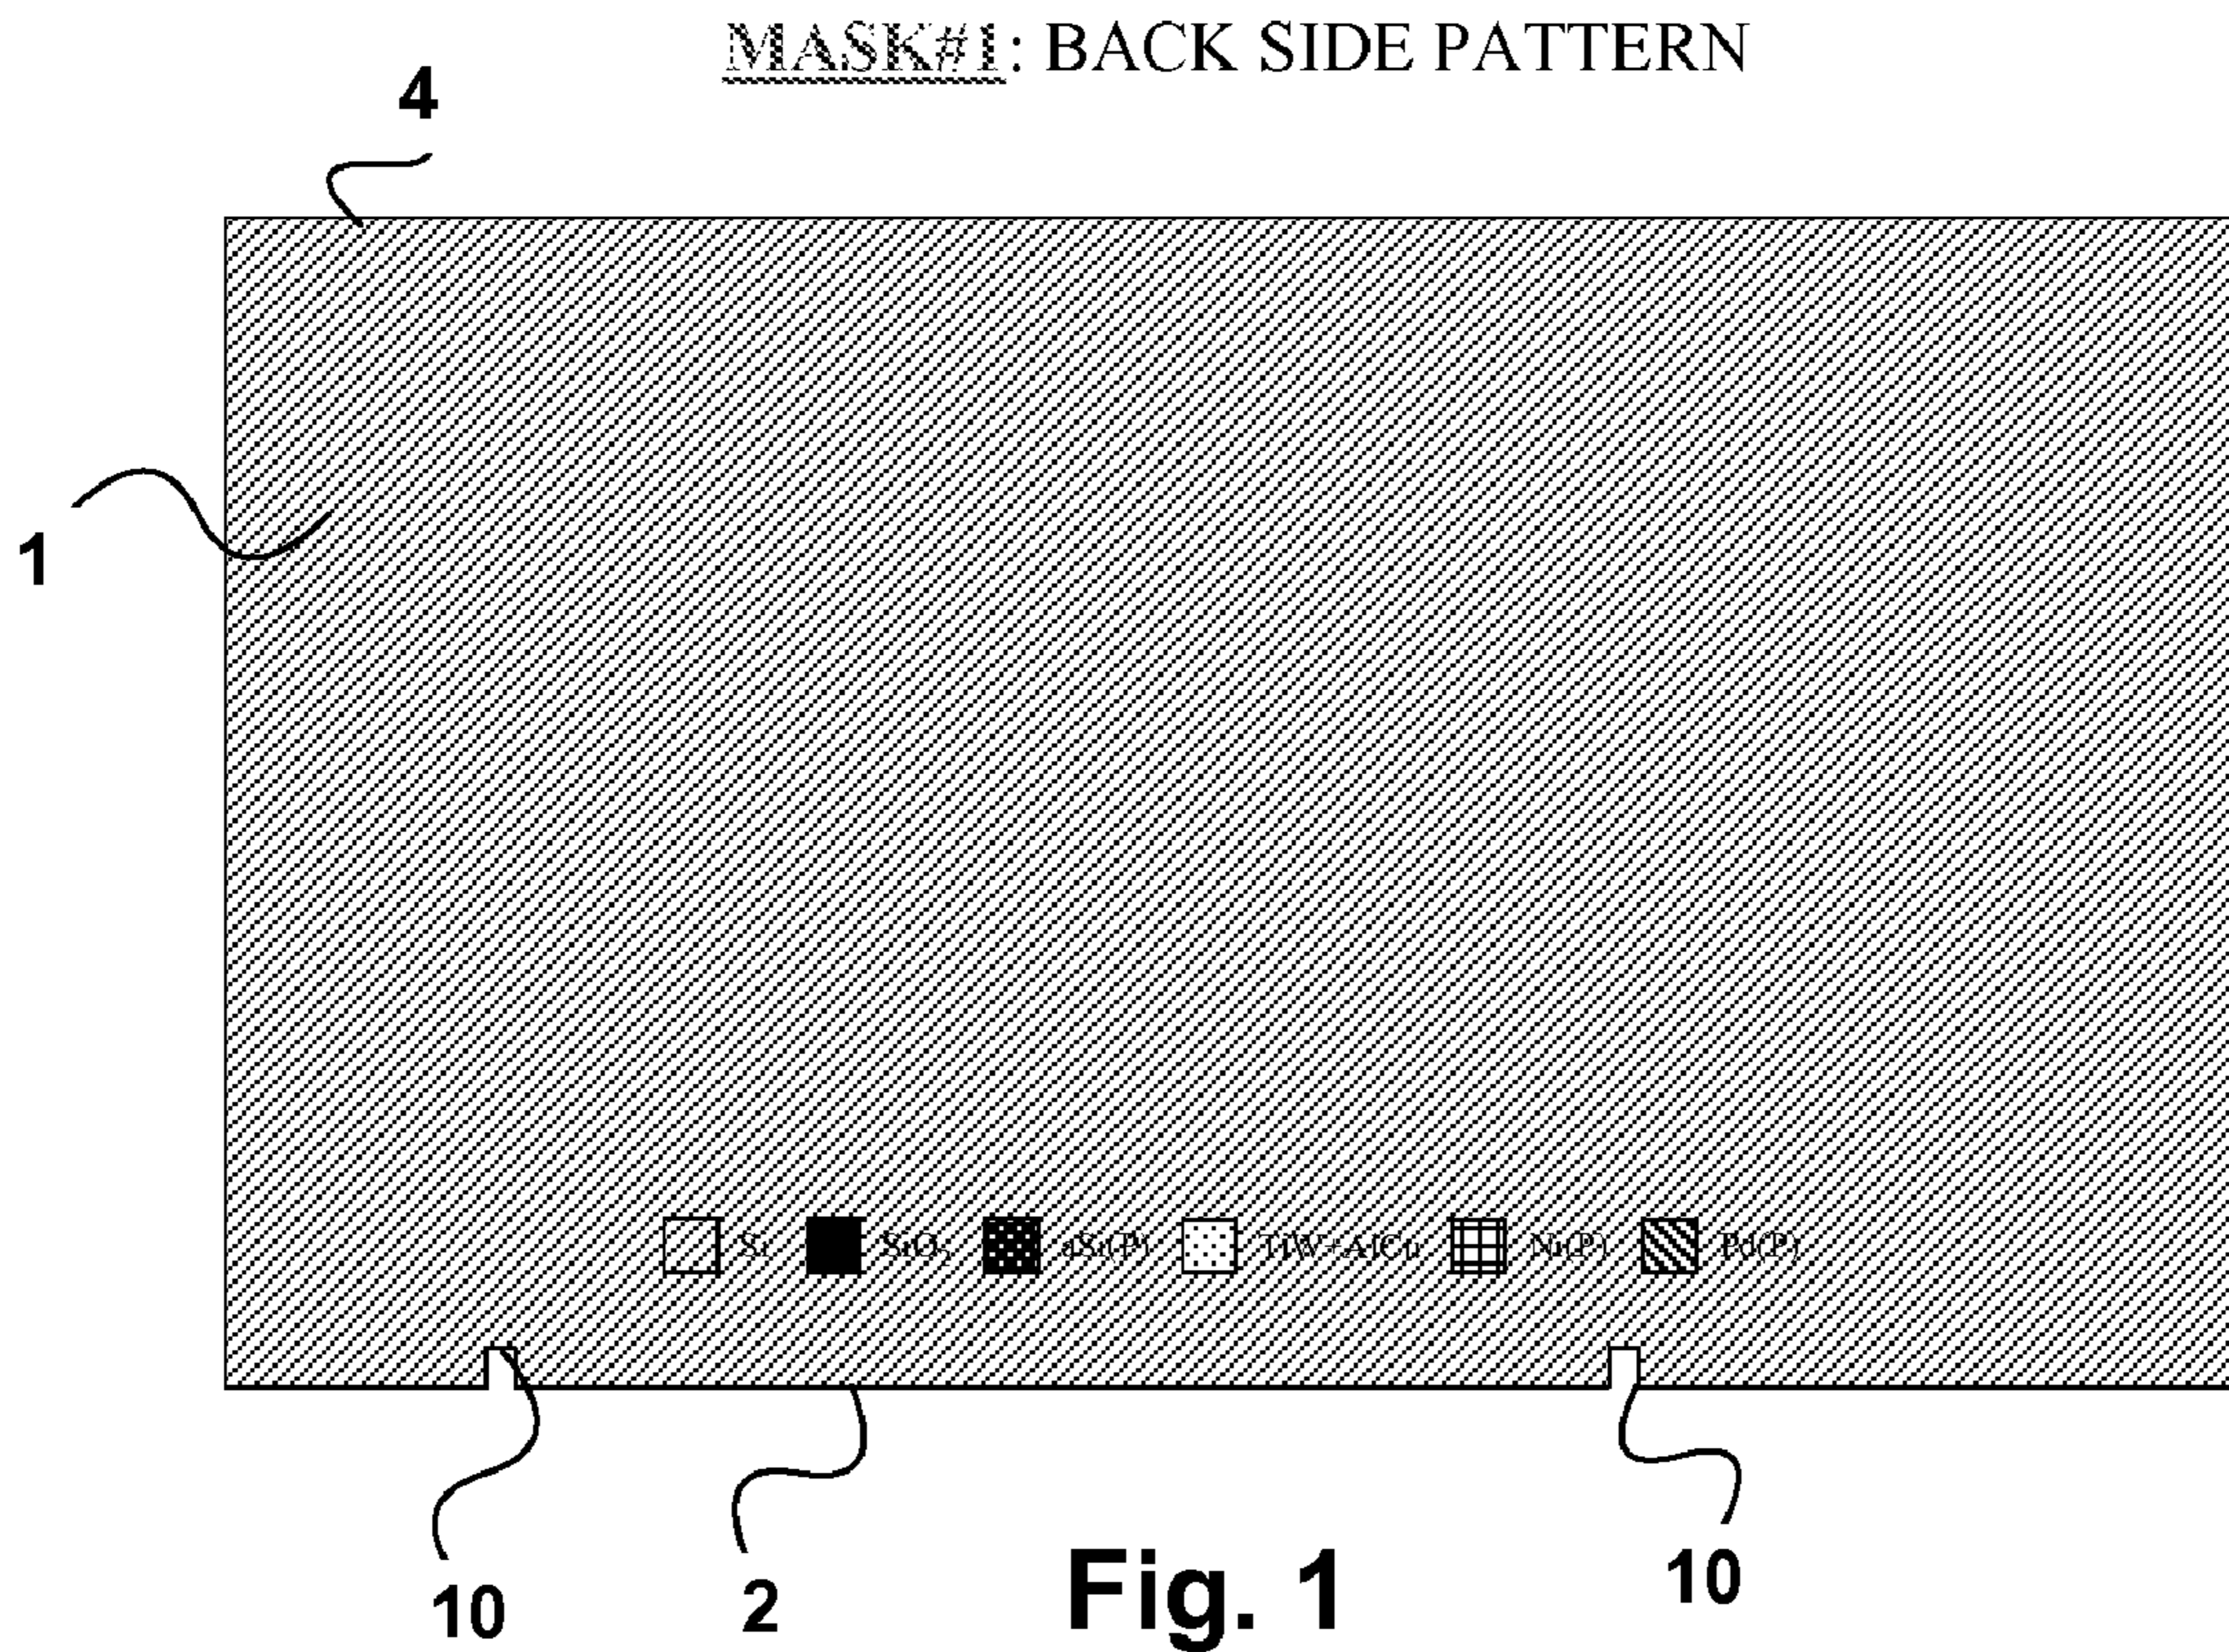 MASK#1: BACK SIDE PATTERN
4
1
Si SiO₂ aSi(P) TiW+AlCu Ni(P) Pd(P)
10 2 Fig. 1 10